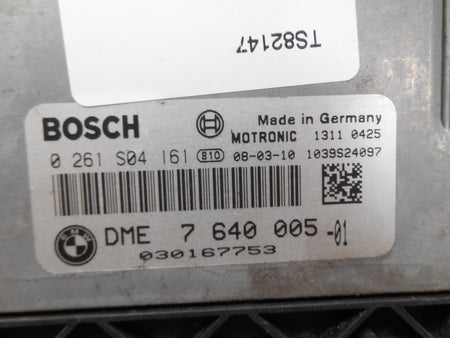 TS82147
BOSCH
Made in Germany
MOTRONIC 1311 0425
0 261 S04 161 810 08-03-10 1039S24097
BMW
DME 7 640 005 -01
030167753